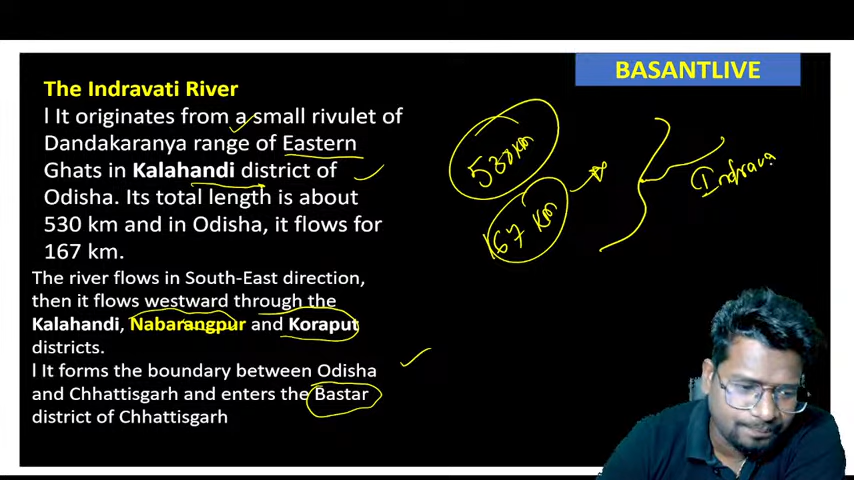 BASANTLIVE
The Indravati River
l It originates from a small rivulet of
Dandakaranya range of Eastern
Ghats in Kalahandi district of
Odisha. Its total length is about
530 km and in Odisha, it flows for
167 km.
The river flows in South-East direction,
then it flows westward through the
Kalahandi, Nabarangpur and Koraput
districts.
l It forms the boundary between Odisha
and Chhattisgarh and enters the Bastar
district of Chhattisgarh
530 km
167 km
Indrava